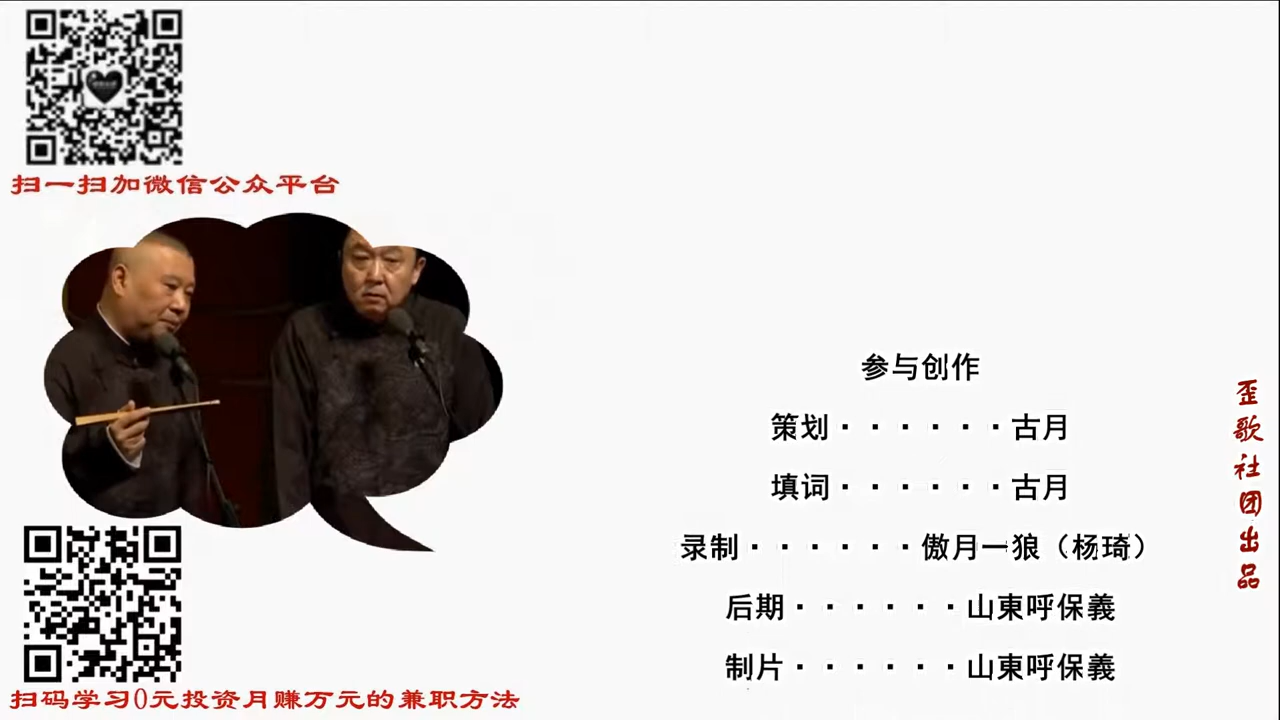 扫一扫加微信公众平台
扫码学习0元投资月赚万元的兼职方法
参与创作
策划······古月
填词······古月
录制······傲月一狼（杨琦）
后期······山東呼保義
制片······山東呼保義
歪歌社团出品